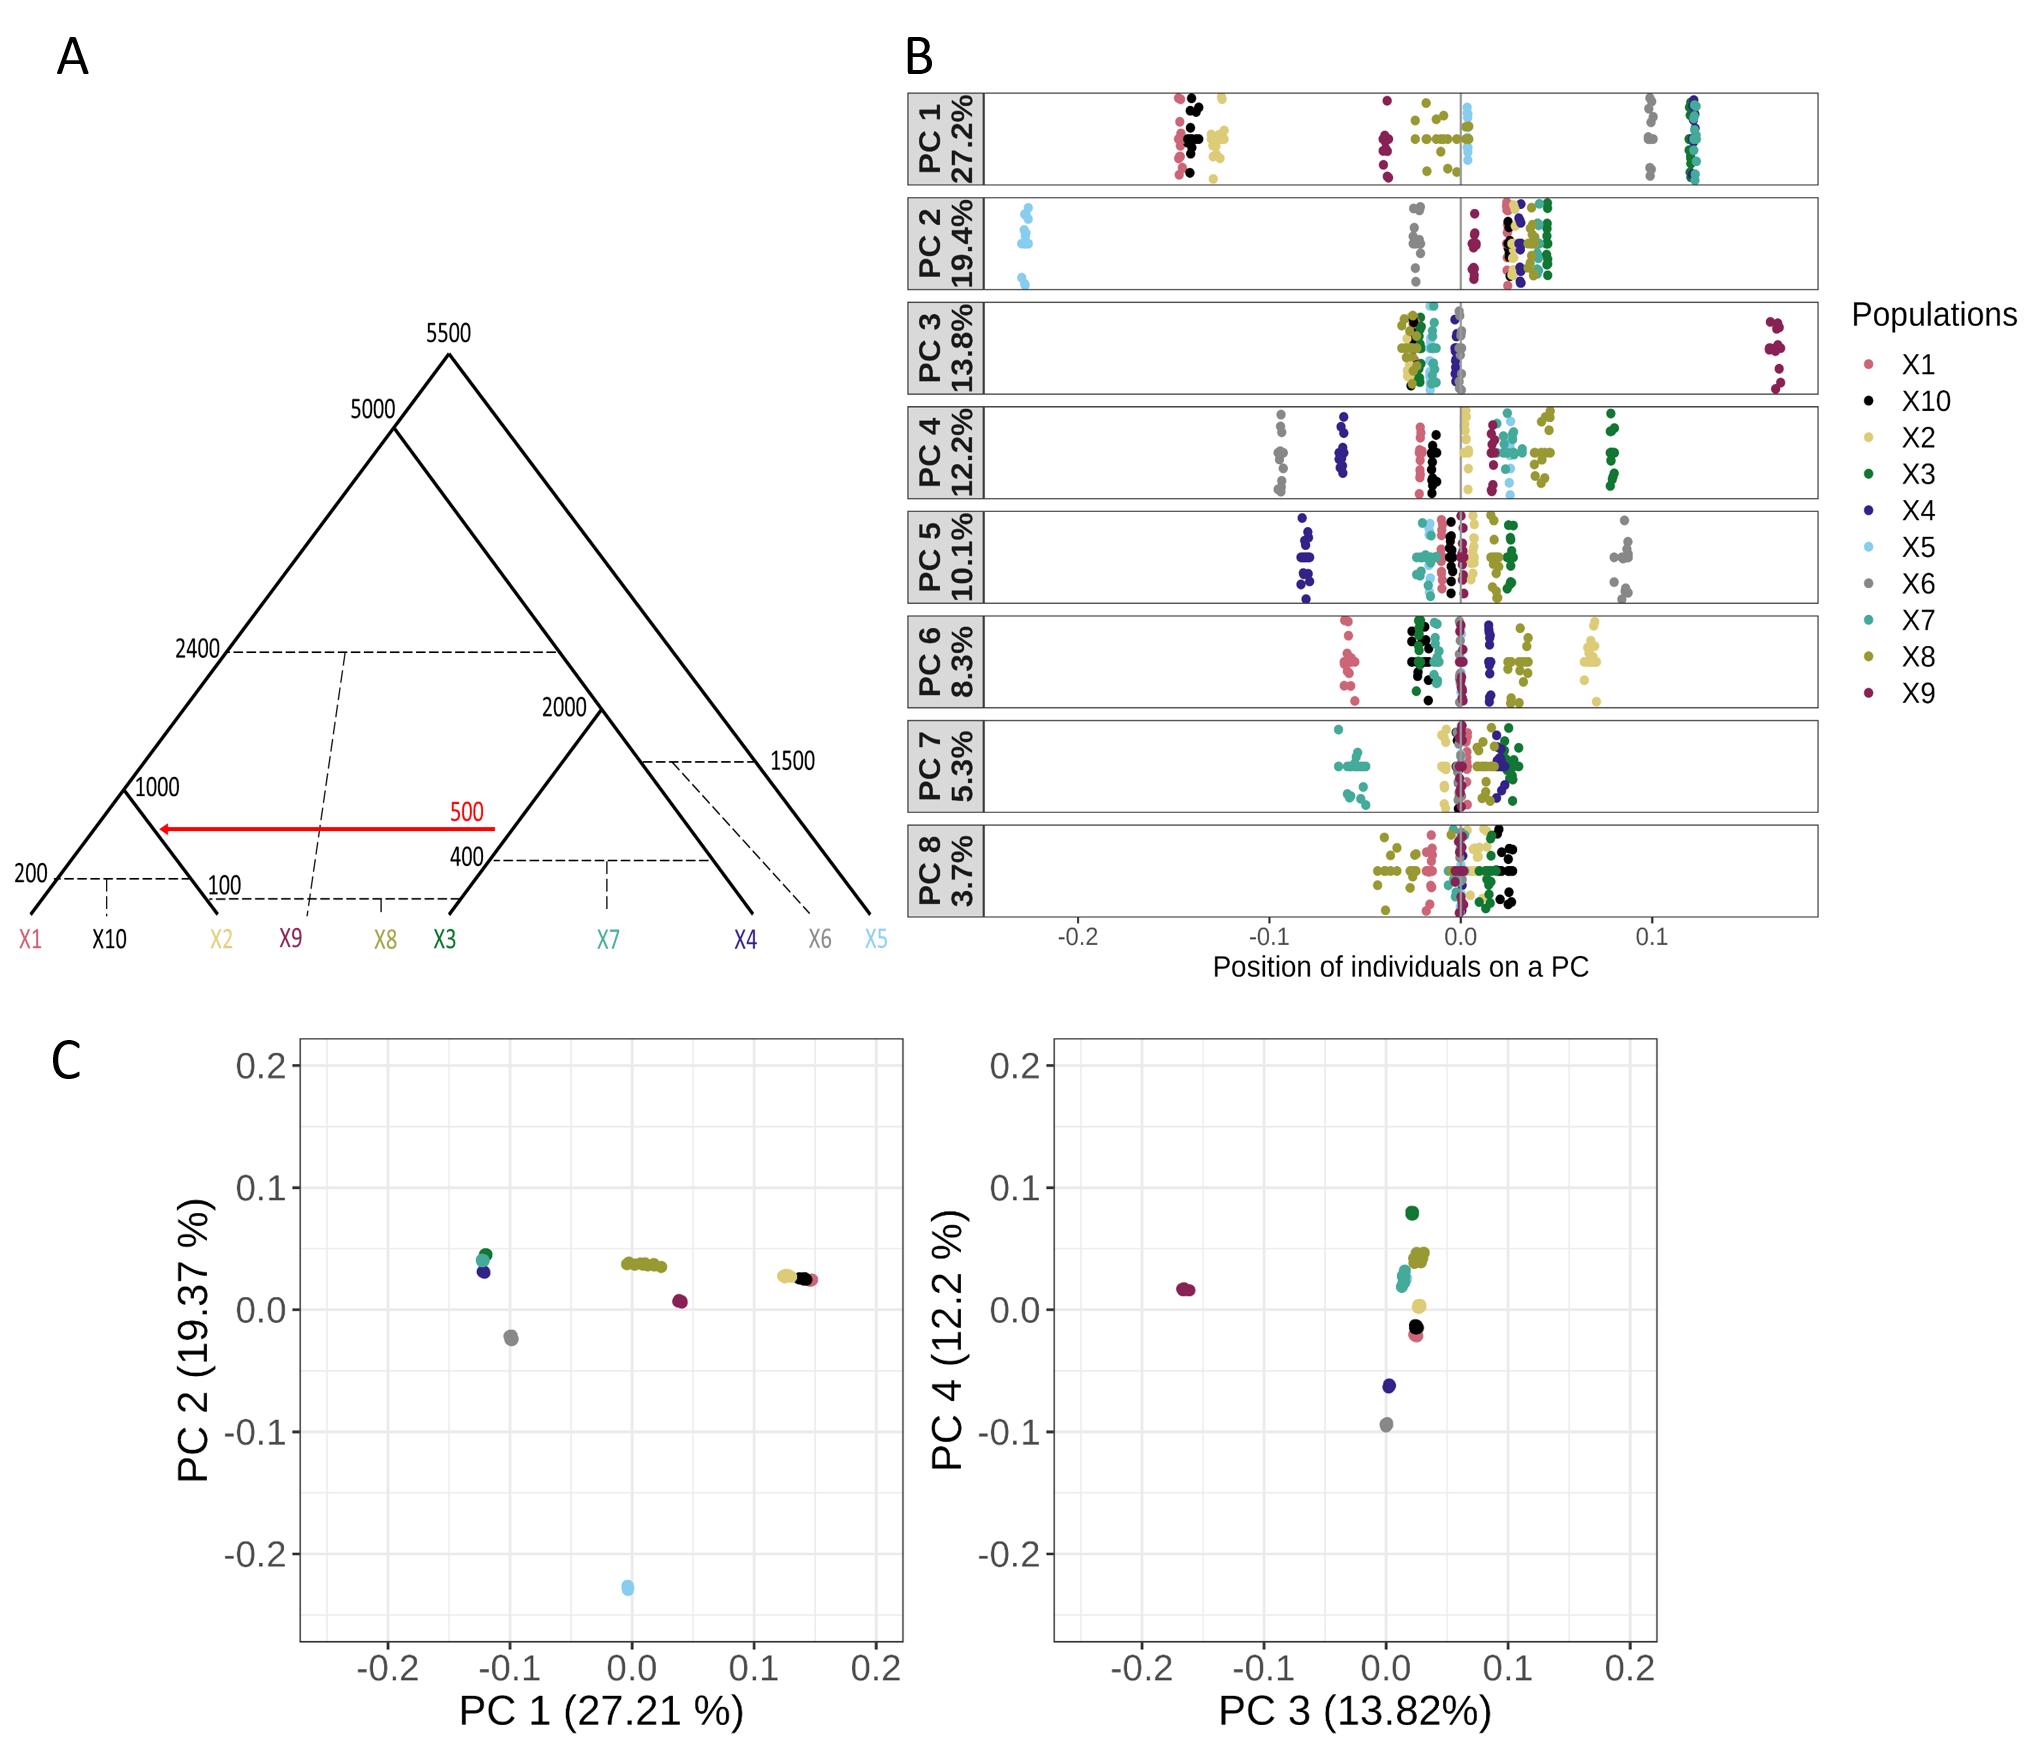 A
5500
5000
2400
2000
1500
1000
500
400
200
100
X1 X10 X2 X9 X8 X3 X7 X4 X6 X5
B
PC 1
27.2%
PC 2
19.4%
PC 3
13.8%
PC 4
12.2%
PC 5
10.1%
PC 6
8.3%
PC 7
5.3%
PC 8
3.7%
-0.2 -0.1 0.0 0.1
Position of individuals on a PC
Populations
X1
X10
X2
X3
X4
X5
X6
X7
X8
X9
C
PC 2 (19.37 %)
0.2
0.1
0.0
-0.1
-0.2
-0.2 -0.1 0.0 0.1 0.2
PC 1 (27.21 %)
PC 4 (12.2 %)
0.2
0.1
0.0
-0.1
-0.2
-0.2 -0.1 0.0 0.1 0.2
PC 3 (13.82%)